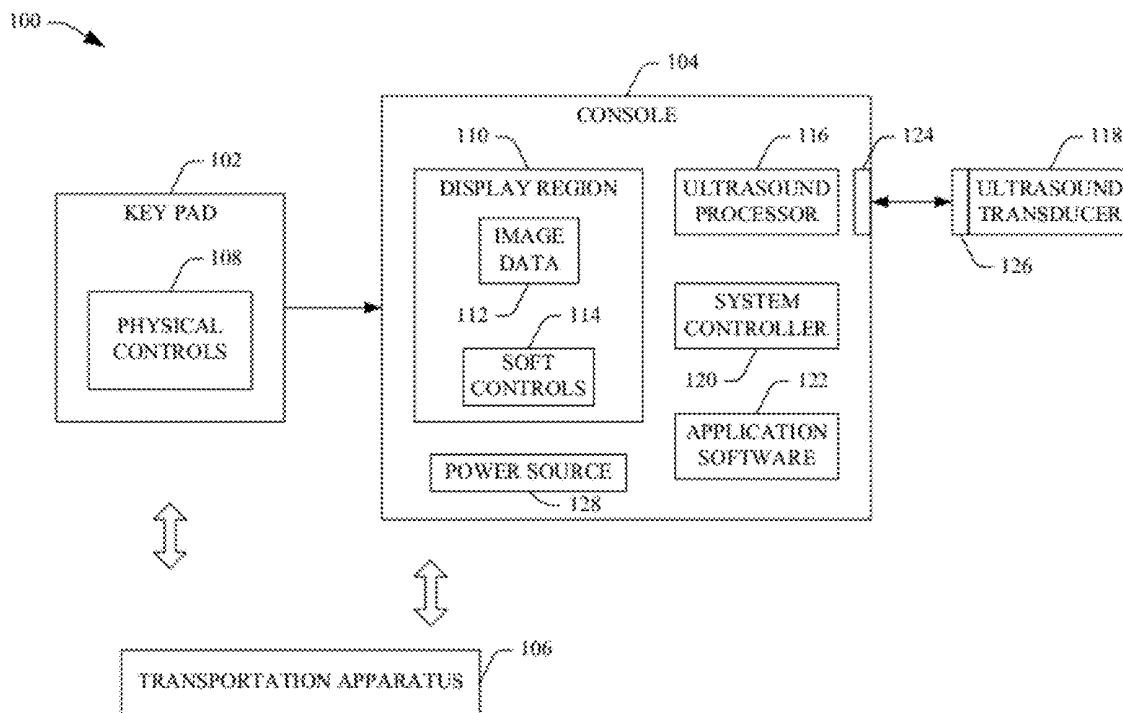 100
104
CONSOLE
110
116
124
118
102
DISPLAY REGION
ULTRASOUND
PROCESSOR
ULTRASOUND
TRANSDUCER
KEY PAD
IMAGE
DATA
126
108
112
114
SYSTEM
CONTROLLER
PHYSICAL
CONTROLS
SOFT
CONTROLS
120
122
APPLICATION
SOFTWARE
POWER SOURCE
128
106
TRANSPORTATION APPARATUS